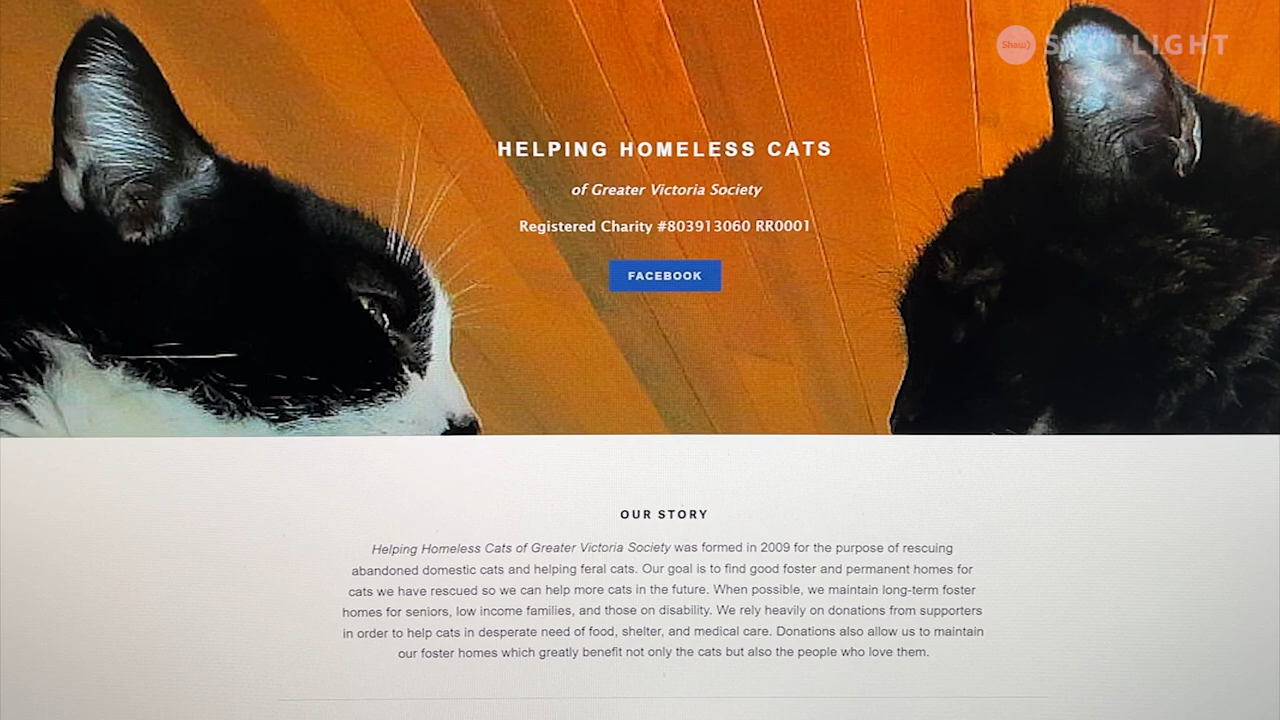 Shaw) SPOTLIGHT
HELPING HOMELESS CATS
of Greater Victoria Society
Registered Charity #803913060 RR0001
FACEBOOK
OUR STORY
Helping Homeless Cats of Greater Victoria Society was formed in 2009 for the purpose of rescuing
abandoned domestic cats and helping feral cats. Our goal is to find good foster and permanent homes for
cats we have rescued so we can help more cats in the future. When possible, we maintain long-term foster
homes for seniors, low income families, and those on disability. We rely heavily on donations from supporters
in order to help cats in desperate need of food, shelter, and medical care. Donations also allow us to maintain
our foster homes which greatly benefit not only the cats but also the people who love them.